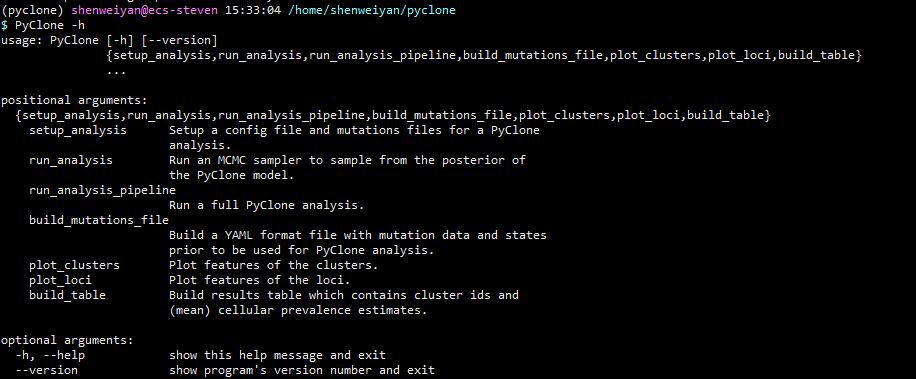 (pyclone) shenweiyan@ecs-steven 15:33:04 /home/shenweiyan/pyclone
$ PyClone -h
usage: PyClone [-h] [--version]
               {setup_analysis,run_analysis,run_analysis_pipeline,build_mutations_file,plot_clusters,plot_loci,build_table}
               ...

positional arguments:
  {setup_analysis,run_analysis,run_analysis_pipeline,build_mutations_file,plot_clusters,plot_loci,build_table}
    setup_analysis      Setup a config file and mutations files for a PyClone
                        analysis.
    run_analysis        Run an MCMC sampler to sample from the posterior of
                        the PyClone model.
    run_analysis_pipeline
                        Run a full PyClone analysis.
    build_mutations_file
                        Build a YAML format file with mutation data and states
                        prior to be used for PyClone analysis.
    plot_clusters       Plot features of the clusters.
    plot_loci           Plot features of the loci.
    build_table         Build results table which contains cluster ids and
                        (mean) cellular prevalence estimates.

optional arguments:
  -h, --help            show this help message and exit
  --version             show program's version number and exit